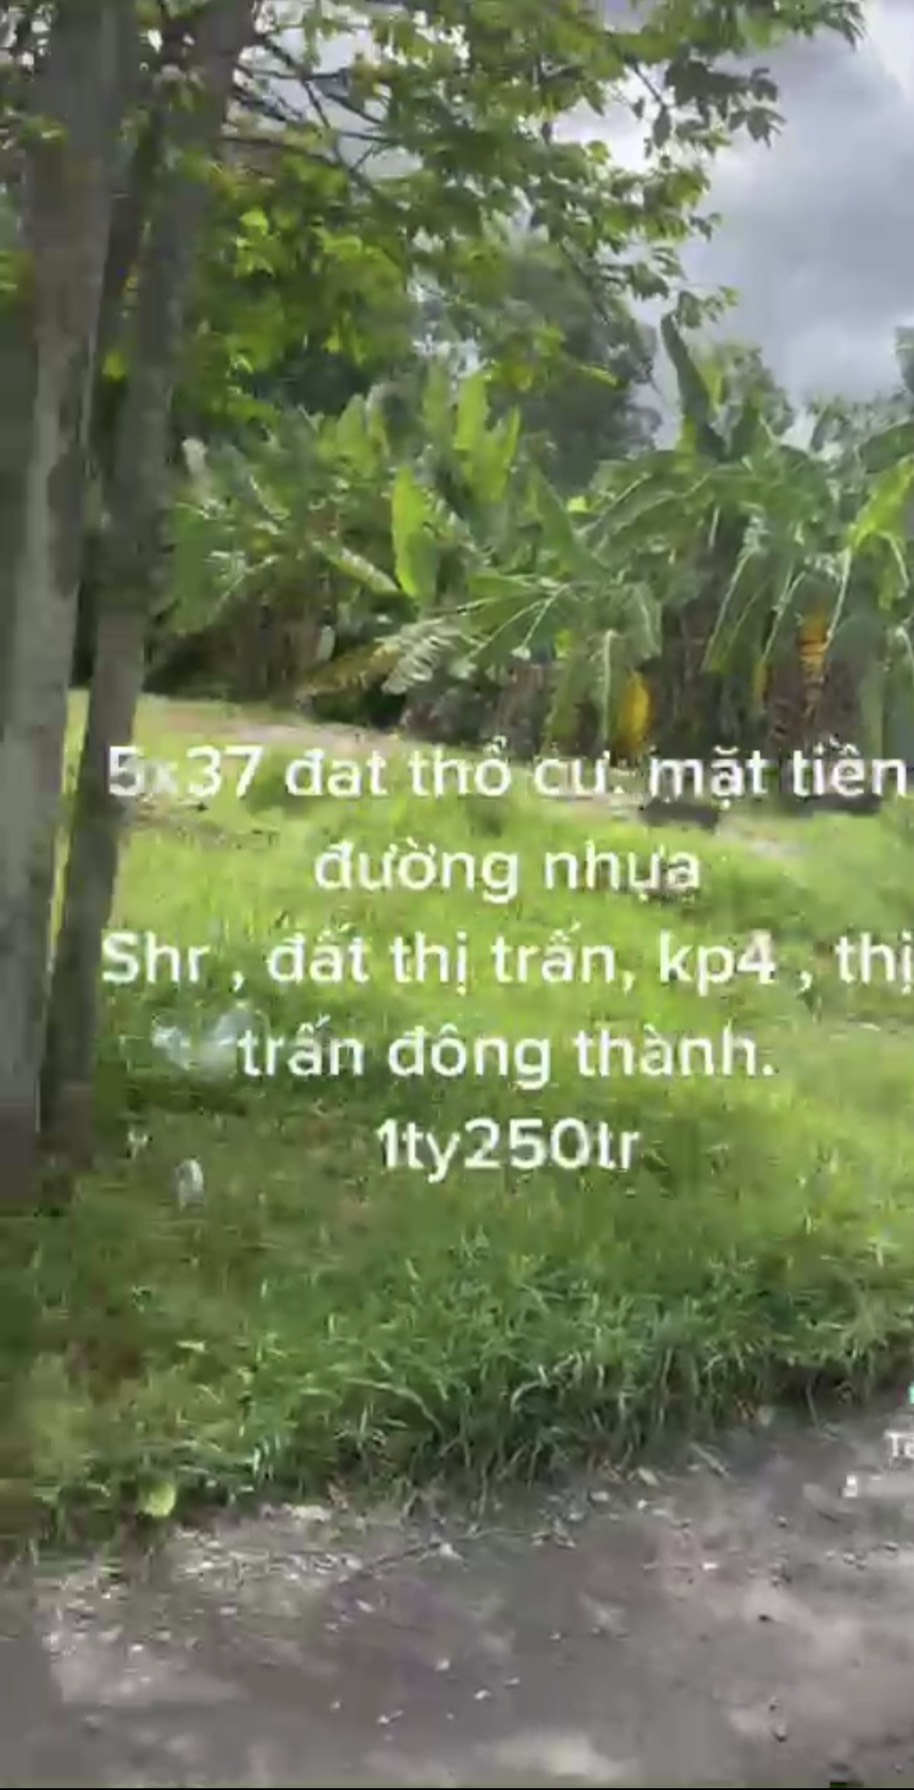 5x37 đat thổ cư. mặt tiền
đường nhựa
Shr , đất thị trấn, kp4 , thị
trấn đông thành.
1ty250tr